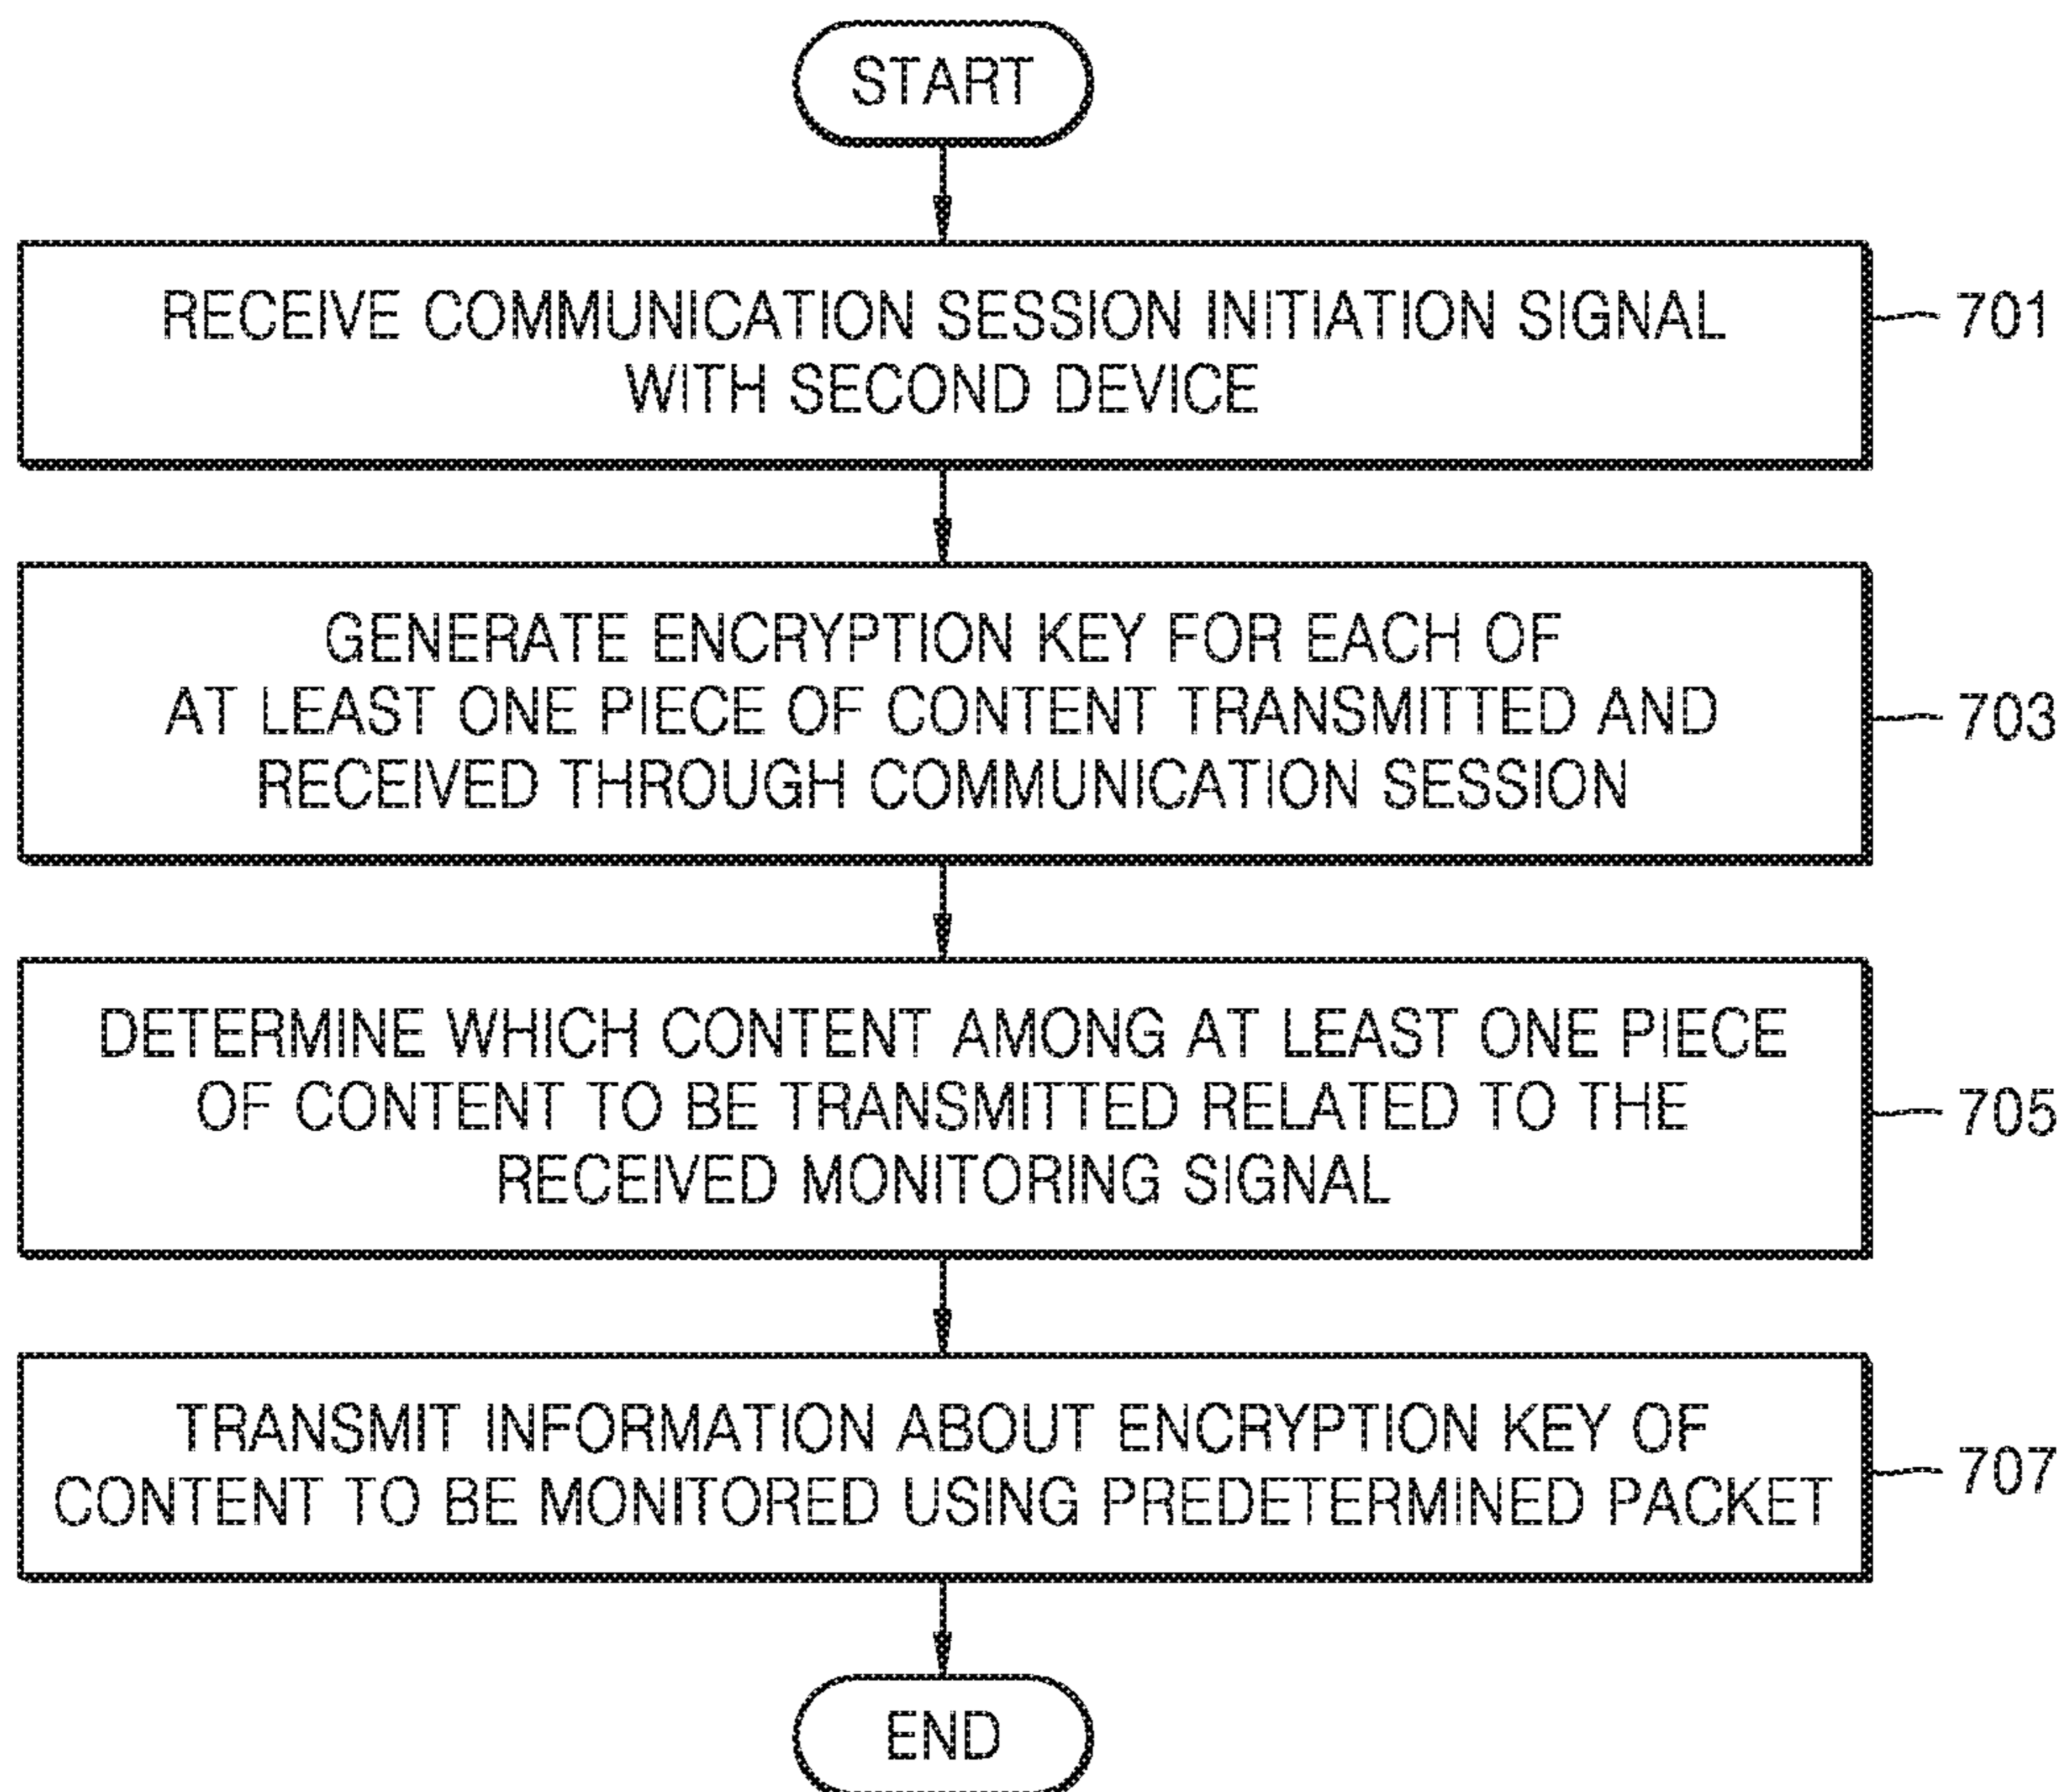 START
RECEIVE COMMUNICATION SESSION INITIATION SIGNAL
WITH SECOND DEVICE
701
GENERATE ENCRYPTION KEY FOR EACH OF
AT LEAST ONE PIECE OF CONTENT TRANSMITTED AND
RECEIVED THROUGH COMMUNICATION SESSION
703
DETERMINE WHICH CONTENT AMONG AT LEAST ONE PIECE
OF CONTENT TO BE TRANSMITTED RELATED TO THE
RECEIVED MONITORING SIGNAL
705
TRANSMIT INFORMATION ABOUT ENCRYPTION KEY OF
CONTENT TO BE MONITORED USING PREDETERMINED PACKET
707
END